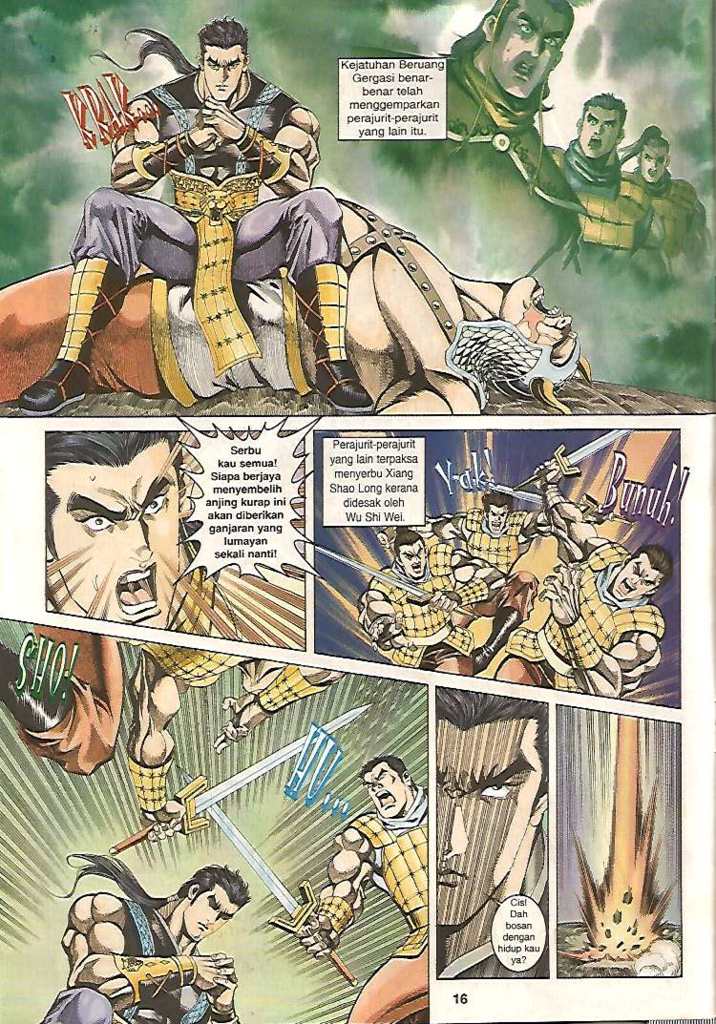 KRAK
Kejatuhan Beruang
Gergasi benar-
benar telah
menggemparkan
perajurit-perajurit
yang lain itu.
Serbu
kau semua!
Siapa berjaya
menyembelih
anjing kurap ini
akan diberikan
ganjaran yang
lumayan
sekali nanti!
Perajurit-perajurit
yang lain terpaksa
menyerbu Xiang
Shao Long kerana
didesak oleh
Wu Shi Wei.
Yak!
Bunuh!
SHO!
HU...
Cis!
Dah
bosan
dengan
hidup kau
ya?
16